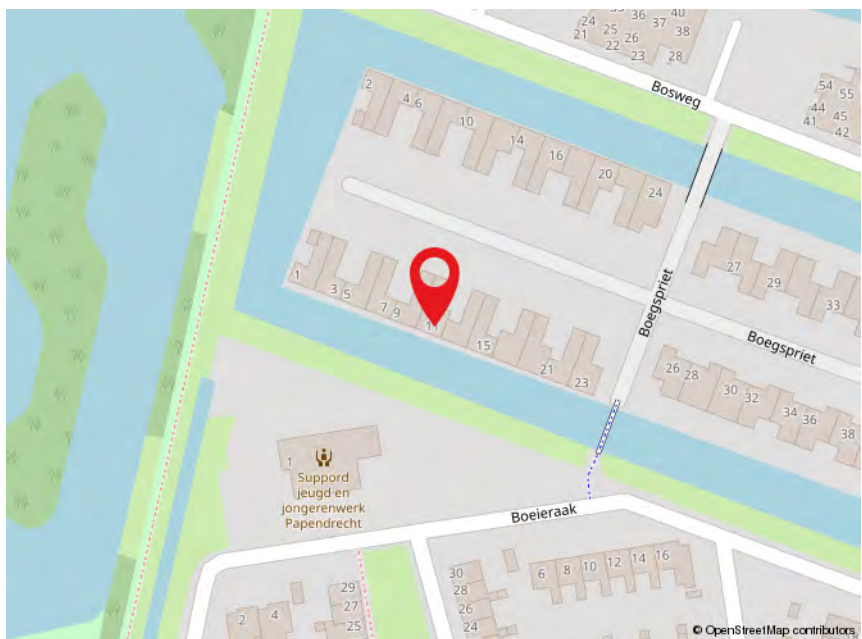 33 36 40
24 37
21 25 26 38
22
23 28
Bosweg
54 55
44 45
41 42
2 4 6 10 14 16 20 24
27 29 33
Boegspriet
Boegspriet
1 3 5 7 9 15 21 23
26 28 30 32 34 36 38
1
Suppord
jeugd en
jongerenwerk
Papendrecht
Boeieraak
30 6 8 10 12 14 16
28
26
24
29
27
25
2 4
© OpenStreetMap contributors